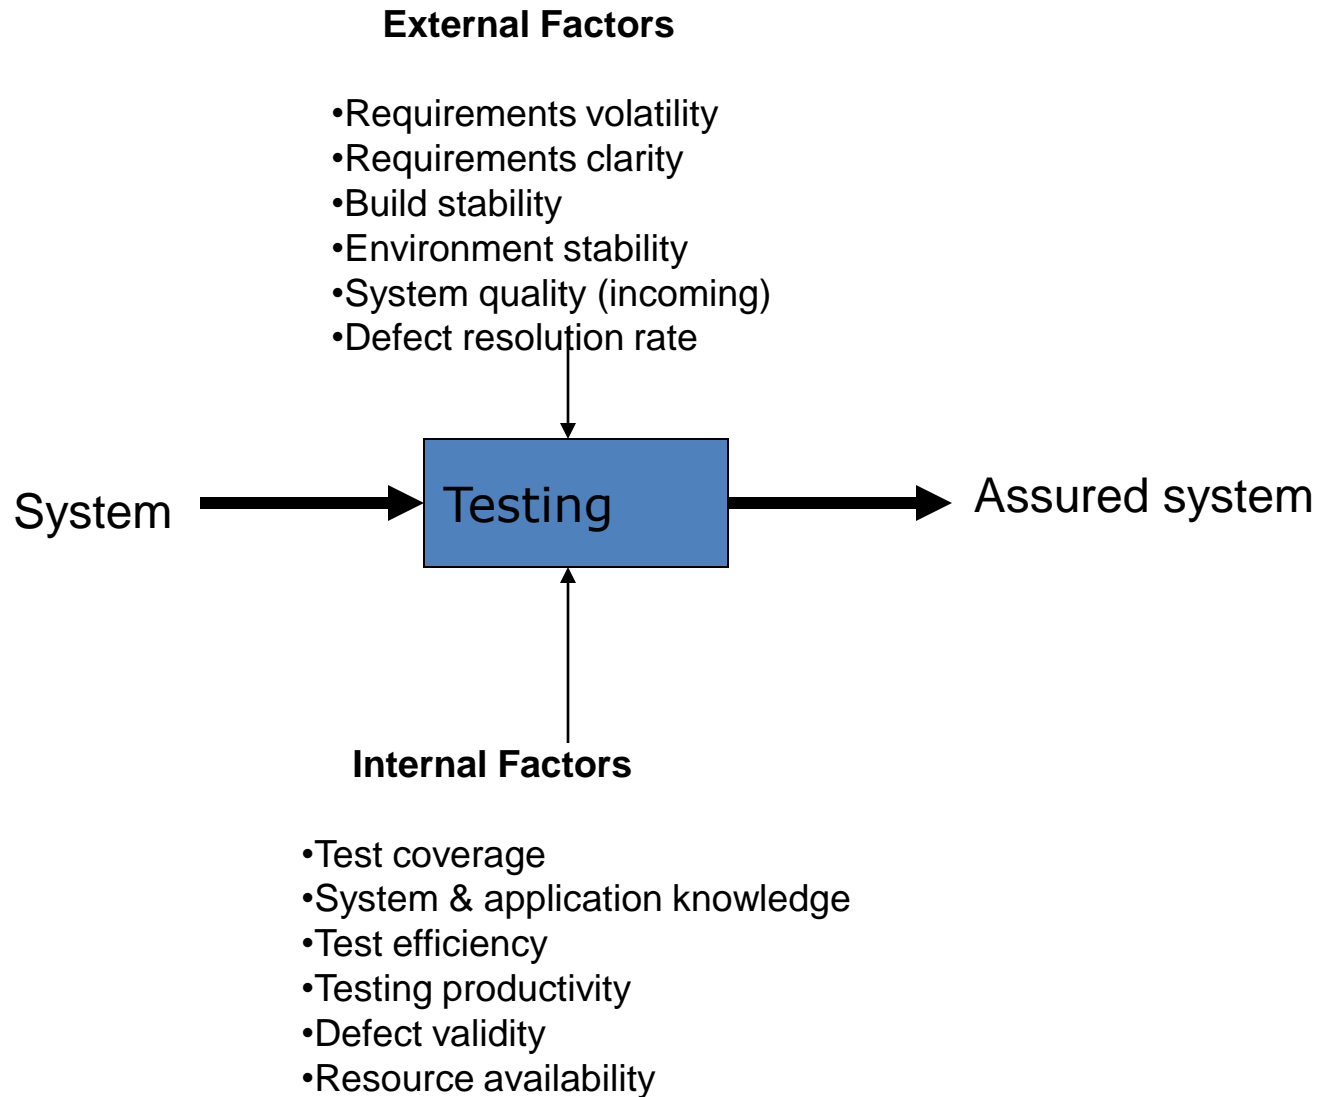 External Factors
•Requirements volatility
•Requirements clarity
•Build stability
•Environment stability
•System quality (incoming)
•Defect resolution rate
System
Testing
Assured system
Internal Factors
•Test coverage
•System & application knowledge
•Test efficiency
•Testing productivity
•Defect validity
•Resource availability